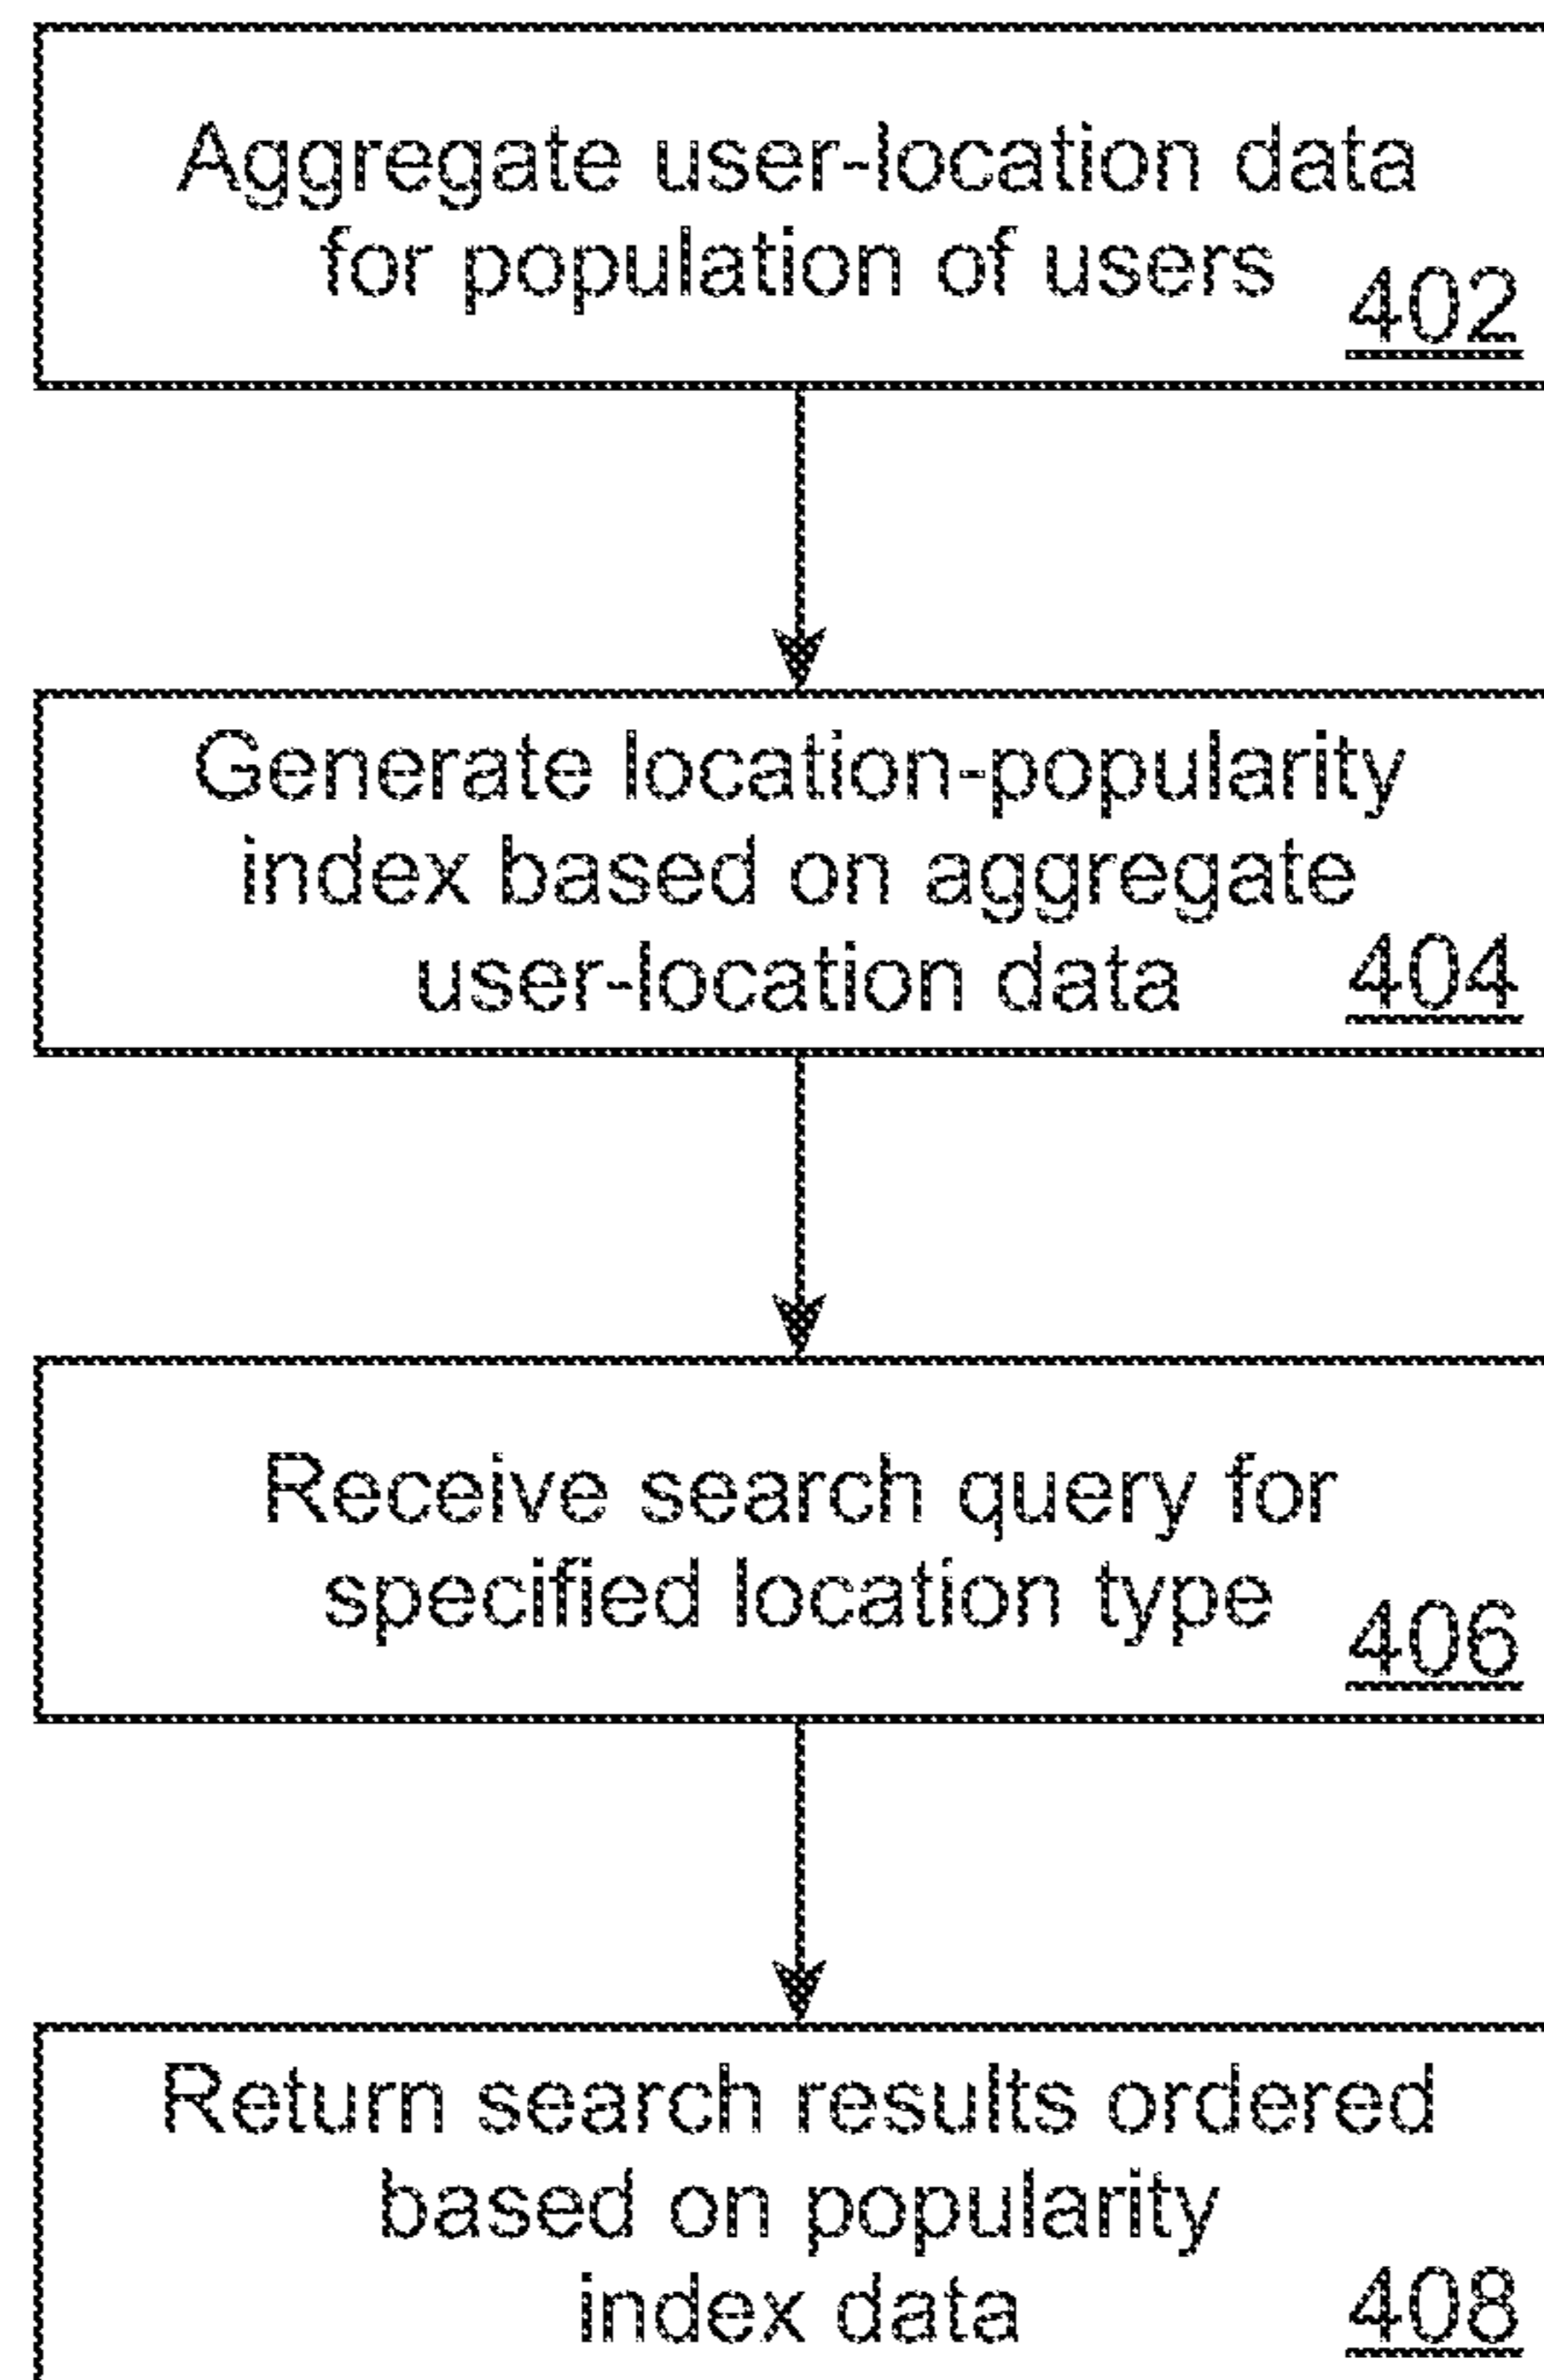 Aggregate user-location data
for population of users
402
Generate location-popularity
index based on aggregate
user-location data
404
Receive search query for
specified location type
406
Return search results ordered
based on popularity
index data
408